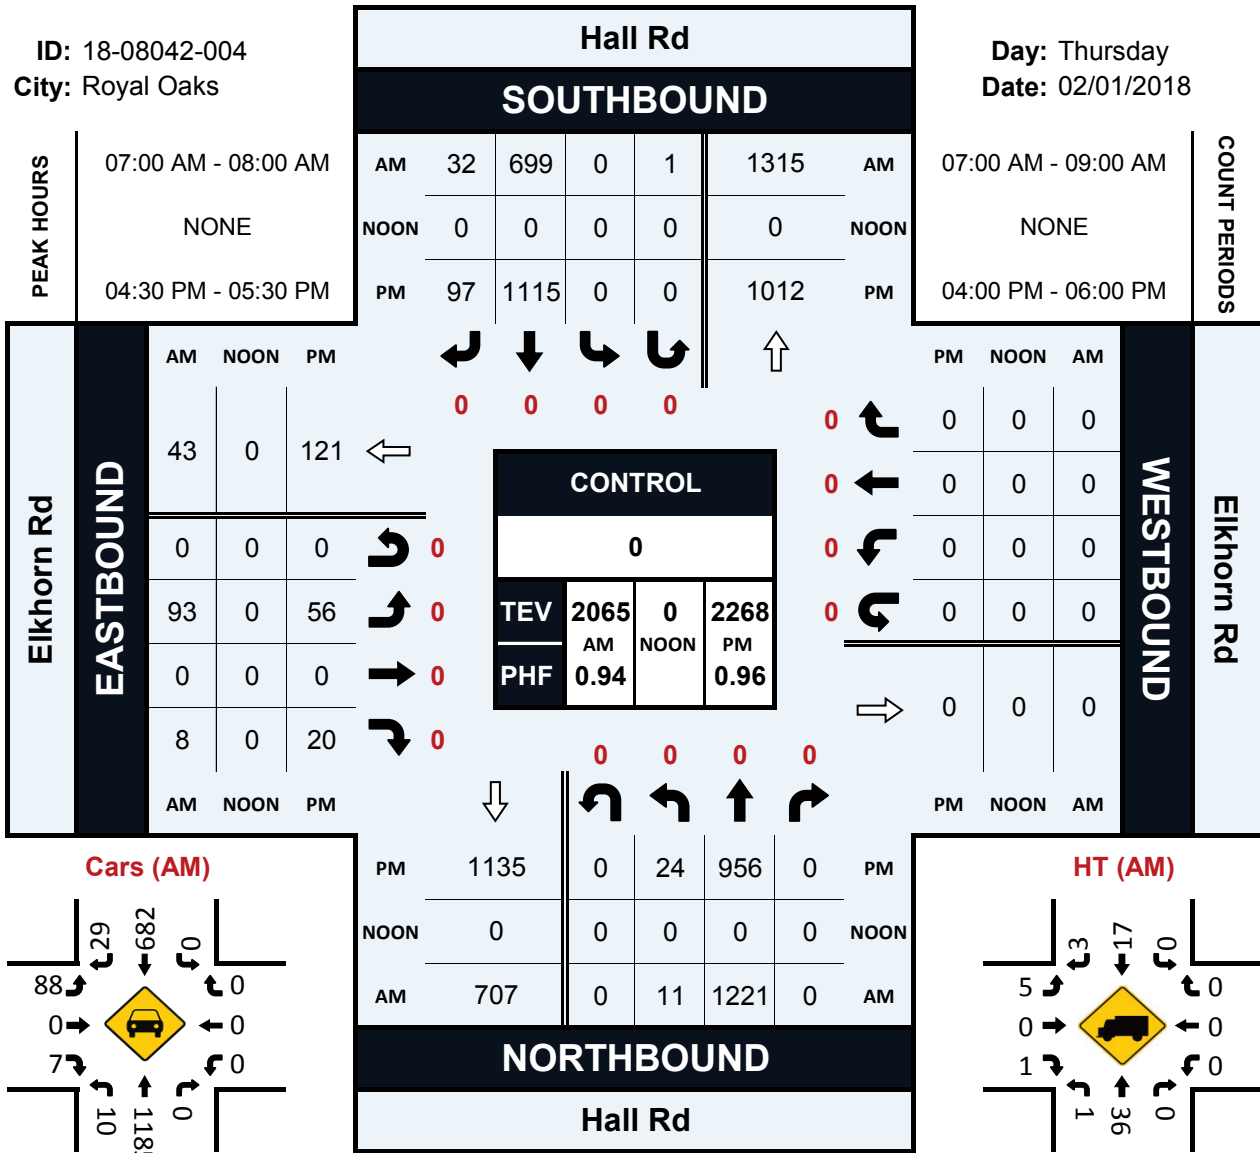 Hall Rd
ID: 18-08042-004
City: Royal Oaks
Day: Thursday
Date: 02/01/2018
SOUTHBOUND
PEAK HOURS
07:00 AM - 08:00 AM
NONE
04:30 PM - 05:30 PM
AM 32 699 0 1 1315 AM
NOON 0 0 0 0 0 NOON
PM 97 1115 0 0 1012 PM
07:00 AM - 09:00 AM
NONE
04:00 PM - 06:00 PM
COUNT PERIODS
0 0 0 0
Elkhorn Rd
EASTBOUND
AM NOON PM
43 0 121
0 0 0 0
93 0 56 0
0 0 0 0
8 0 20 0
AM NOON PM
CONTROL
0
TEV 2065 0 2268
AM NOON PM
PHF 0.94 0.96
PM NOON AM
0 0 0 0
0 0 0 0
0 0 0 0
0 0 0 0
0 0 0
PM NOON AM
WESTBOUND
Elkhorn Rd
0 0 0 0
PM 1135 0 24 956 0 PM
NOON 0 0 0 0 0 NOON
AM 707 0 11 1221 0 AM
NORTHBOUND
Hall Rd
Cars (AM)
29 682 0
88 0
0 0
7 0
10 0
HT (AM)
3 17 0
5 0
0 0
1 0
1 36 0